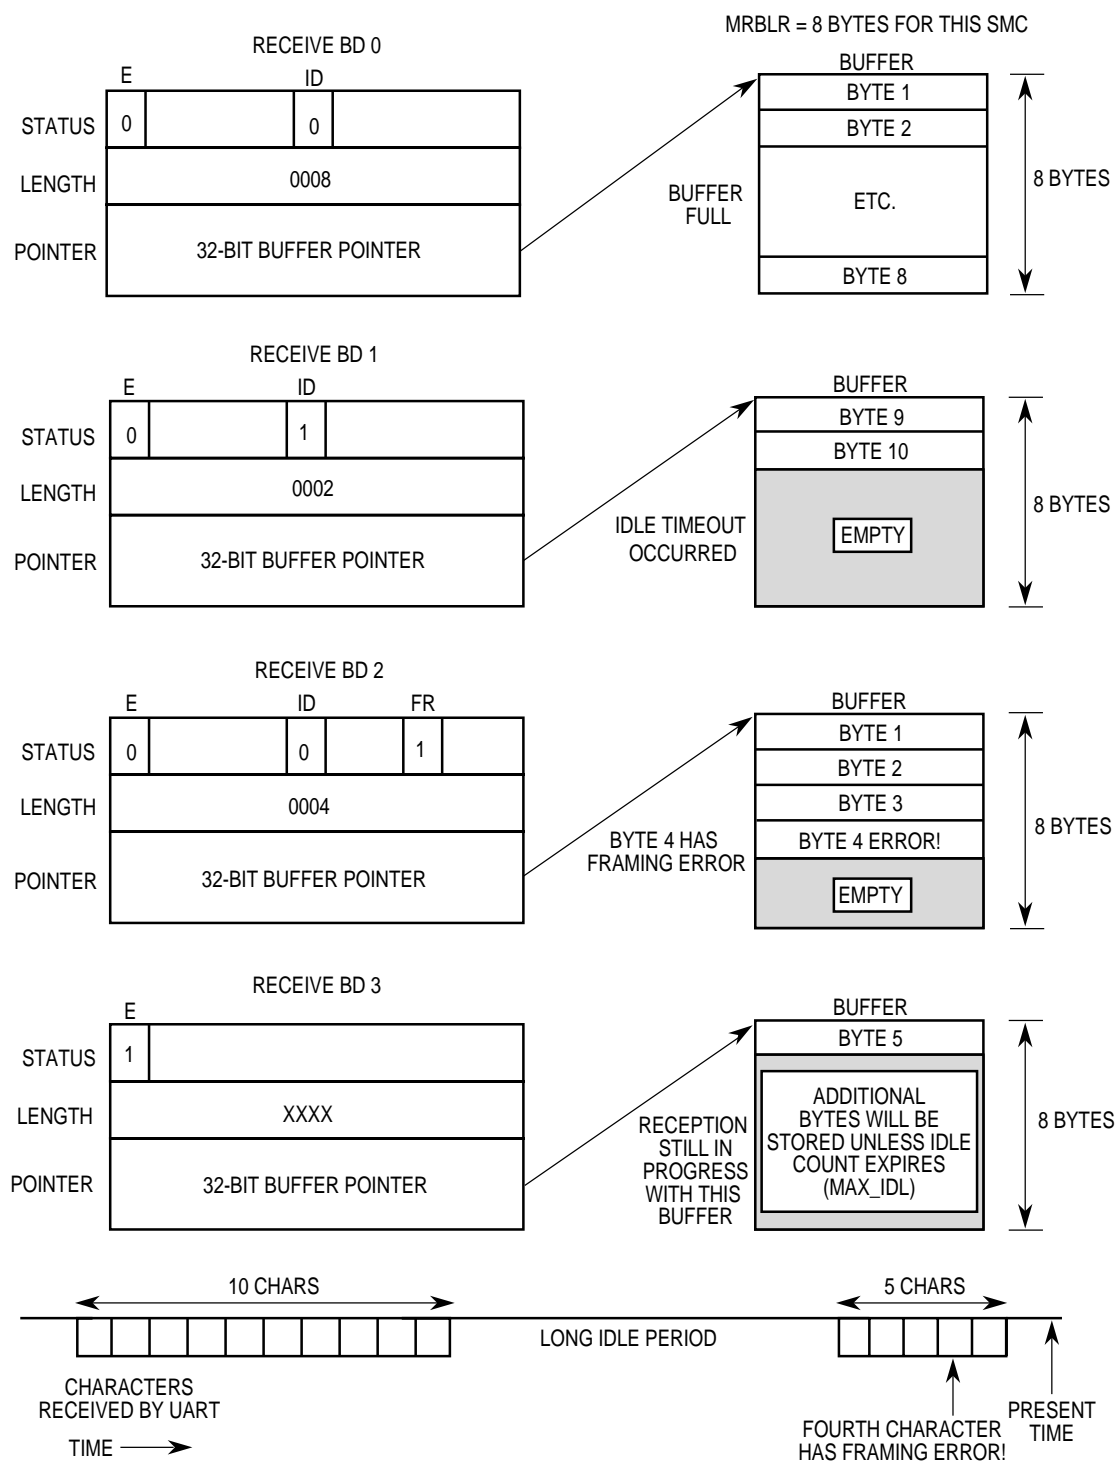 MRBLR = 8 BYTES FOR THIS SMC
RECEIVE BD 0
BUFFER
E
ID
STATUS
0
0
LENGTH
0008
POINTER
32-BIT BUFFER POINTER
BUFFER
FULL
BYTE 1
BYTE 2
ETC.
BYTE 8
8 BYTES
RECEIVE BD 1
BUFFER
E
ID
STATUS
0
1
LENGTH
0002
POINTER
32-BIT BUFFER POINTER
IDLE TIMEOUT
OCCURRED
BYTE 9
BYTE 10
EMPTY
8 BYTES
RECEIVE BD 2
BUFFER
E
ID
FR
STATUS
0
0
1
LENGTH
0004
POINTER
32-BIT BUFFER POINTER
BYTE 4 HAS
FRAMING ERROR
BYTE 1
BYTE 2
BYTE 3
BYTE 4 ERROR!
EMPTY
8 BYTES
RECEIVE BD 3
BUFFER
E
STATUS
1
LENGTH
XXXX
POINTER
32-BIT BUFFER POINTER
RECEPTION
STILL IN
PROGRESS
WITH THIS
BUFFER
BYTE 5
ADDITIONAL
BYTES WILL BE
STORED UNLESS IDLE
COUNT EXPIRES
(MAX_IDL)
8 BYTES
10 CHARS
5 CHARS
LONG IDLE PERIOD
CHARACTERS
RECEIVED BY UART
TIME
FOURTH CHARACTER
HAS FRAMING ERROR!
PRESENT
TIME